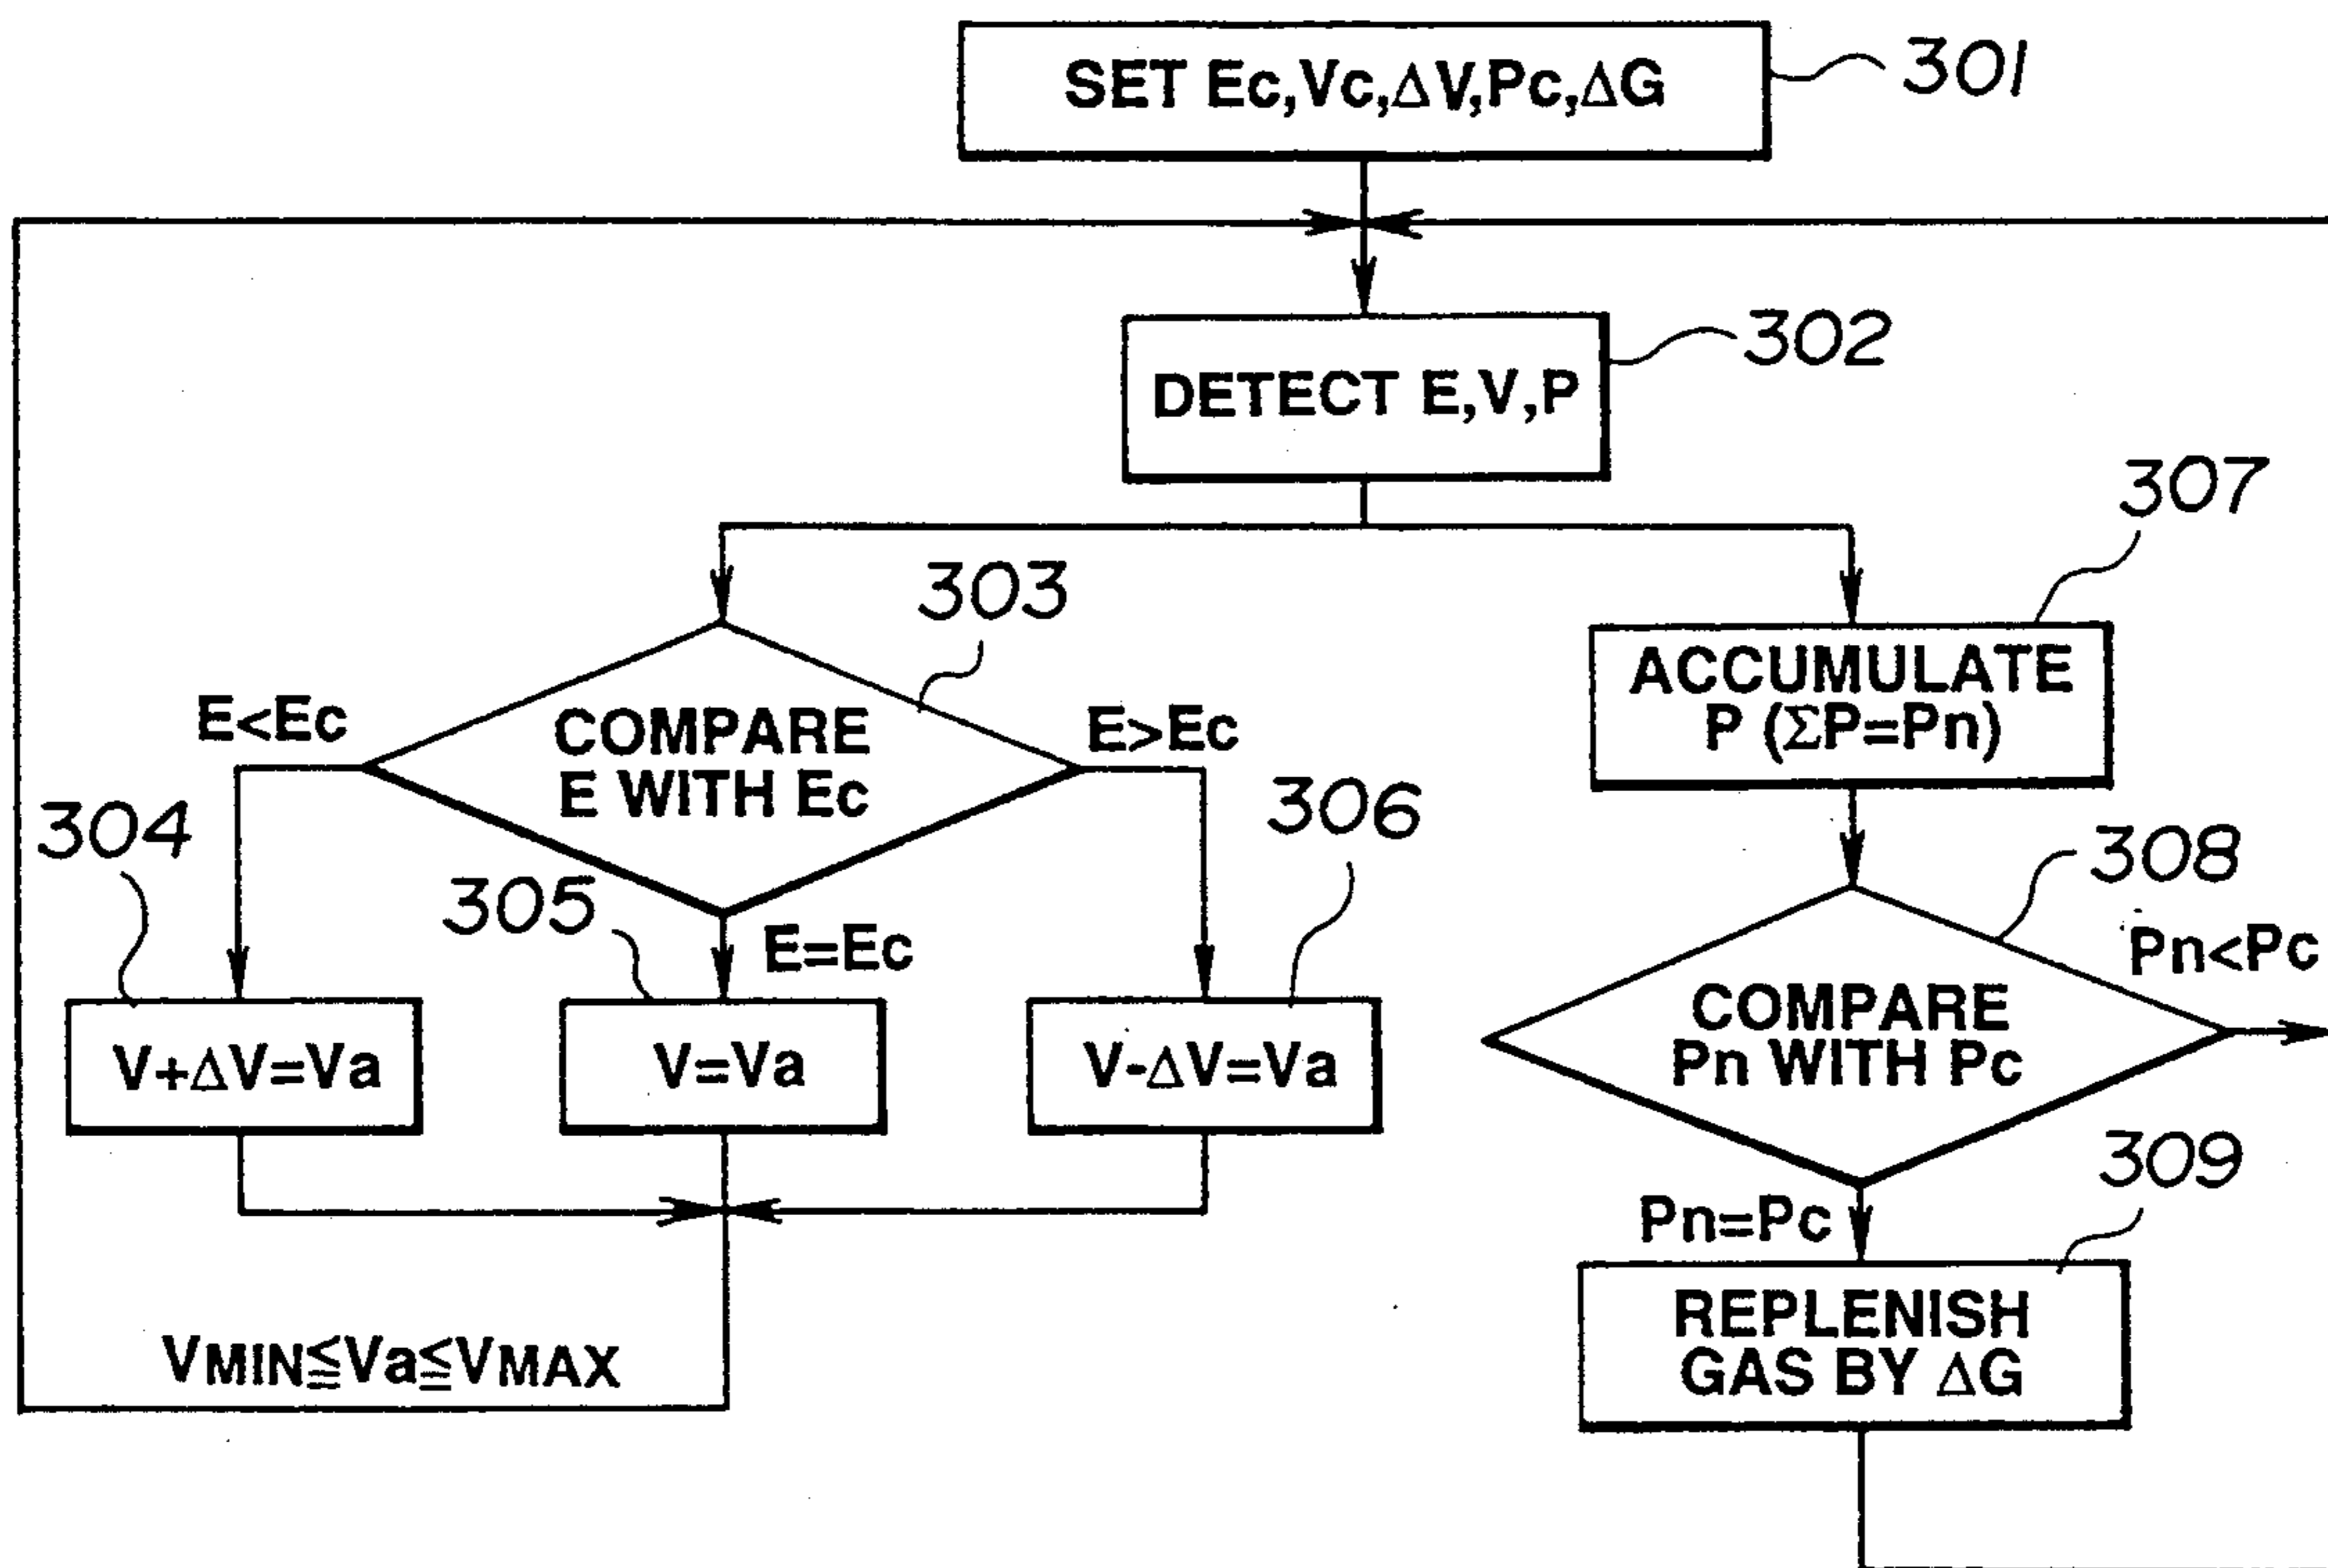 SET Ec,Vc,ΔV,Pc,ΔG
301
DETECT E,V,P
302
303
COMPARE
E WITH Ec
E<Ec
E>Ec
E=Ec
304
V+ΔV=Va
305
V=Va
306
V-ΔV=Va
VMIN≦Va≦VMAX
307
ACCUMULATE
P (ΣP=Pn)
308
COMPARE
Pn WITH Pc
Pn<Pc
Pn=Pc
309
REPLENISH
GAS BY ΔG